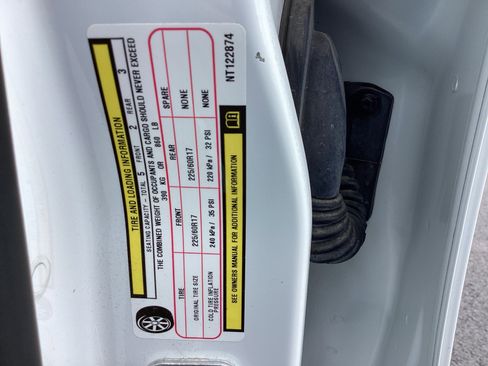 TIRE AND LOADING INFORMATION
SEATING CAPACITY - TOTAL 5 FRONT 2 REAR 3
THE COMBINED WEIGHT OF OCCUPANTS AND CARGO SHOULD NEVER EXCEED
390 KG OR 860 LB
TIRE FRONT REAR SPARE
ORIGINAL TIRE SIZE 225/60R17 225/60R17 NONE
COLD TIRE INFLATION PRESSURE 240 kPa / 35 PSI 220 kPa / 32 PSI NONE
SEE OWNERS MANUAL FOR ADDITIONAL INFORMATION
NT122874